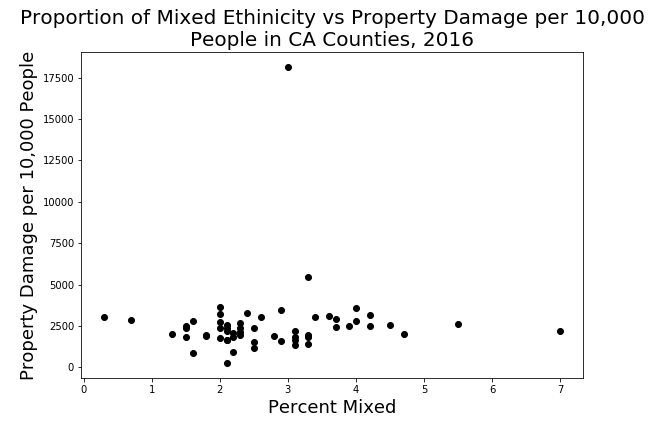 Proportion of Mixed Ethinicity vs Property Damage per 10,000
People in CA Counties, 2016
Property Damage per 10,000 People
17500
15000
12500
10000
7500
5000
2500
0
0 1 2 3 4 5 6 7
Percent Mixed